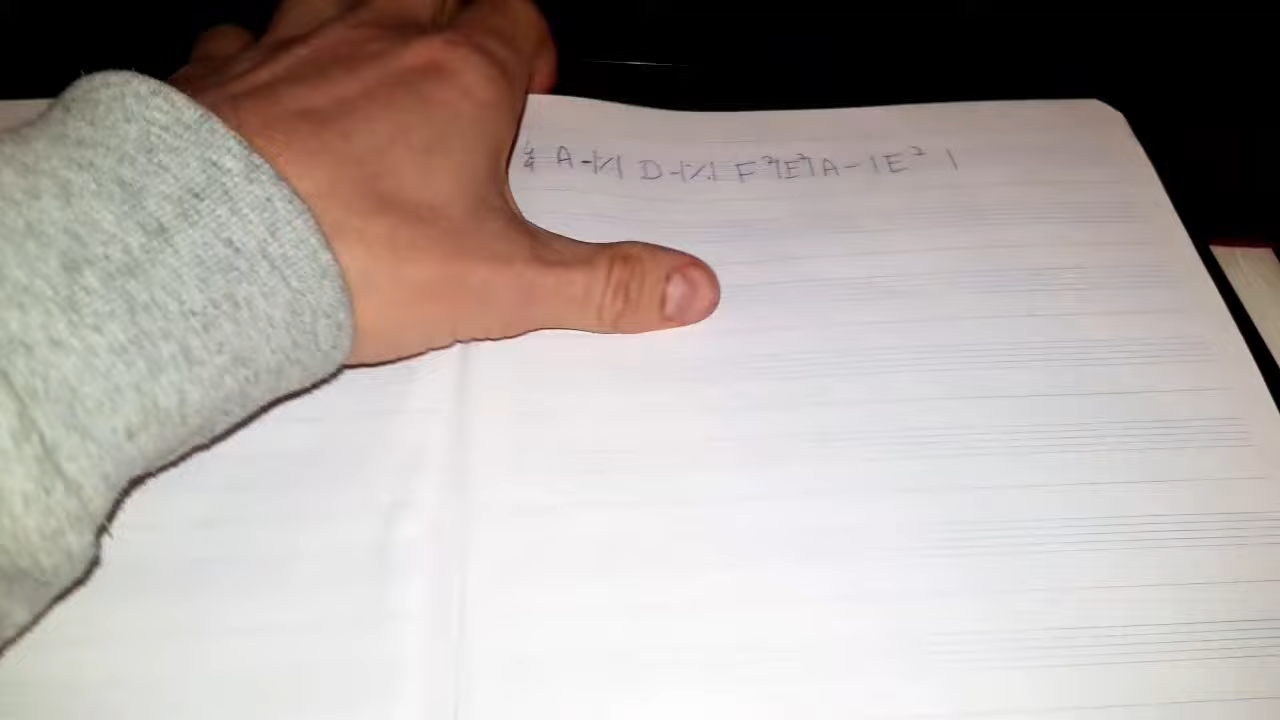 4/4 A- | ٪ | D- | ٪ | F7 | E7 | A- | E7 |